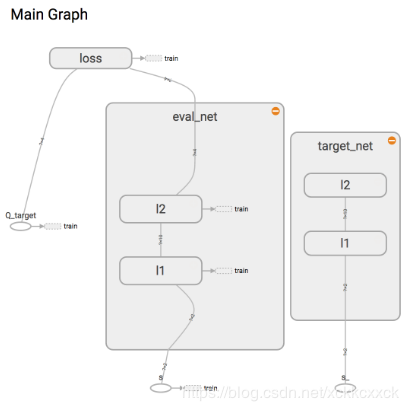 Main Graph
loss
train
eval_net
target_net
l2
l2
train
Q_target
train
l1
l1
train
s
train
s_
https://blog.csdn.net/xckkcxxck